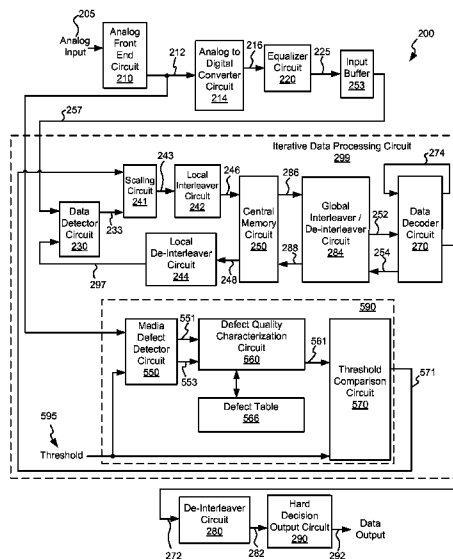 205
Analog Input
Analog Front End Circuit 210
212
Analog to Digital Converter Circuit 214
216
Equalizer Circuit 220
225
Input Buffer 253
200
257
Iterative Data Processing Circuit 299
274
Scaling Circuit 241
243
Local Interleaver Circuit 242
246
Central Memory Circuit 250
286
Global Interleaver / De-interleaver Circuit 284
252
Data Decoder Circuit 270
254
Data Detector Circuit 230
233
Local De-Interleaver Circuit 244
248
288
297
590
Media Defect Detector Circuit 550
551
553
Defect Quality Characterization Circuit 560
561
Threshold Comparison Circuit 570
571
Defect Table 566
595
Threshold
De-Interleaver Circuit 280
Hard Decision Output Circuit 290
Data Output
272
282
292